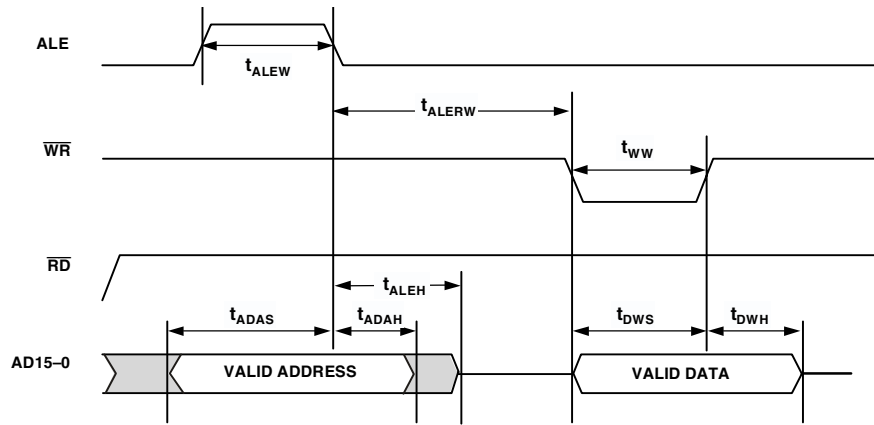 ALE
tALEW
tALERW
WR
tWW
RD
tALEH
tADAS
tADAH
tDWS
tDWH
AD15–0
VALID ADDRESS
VALID DATA